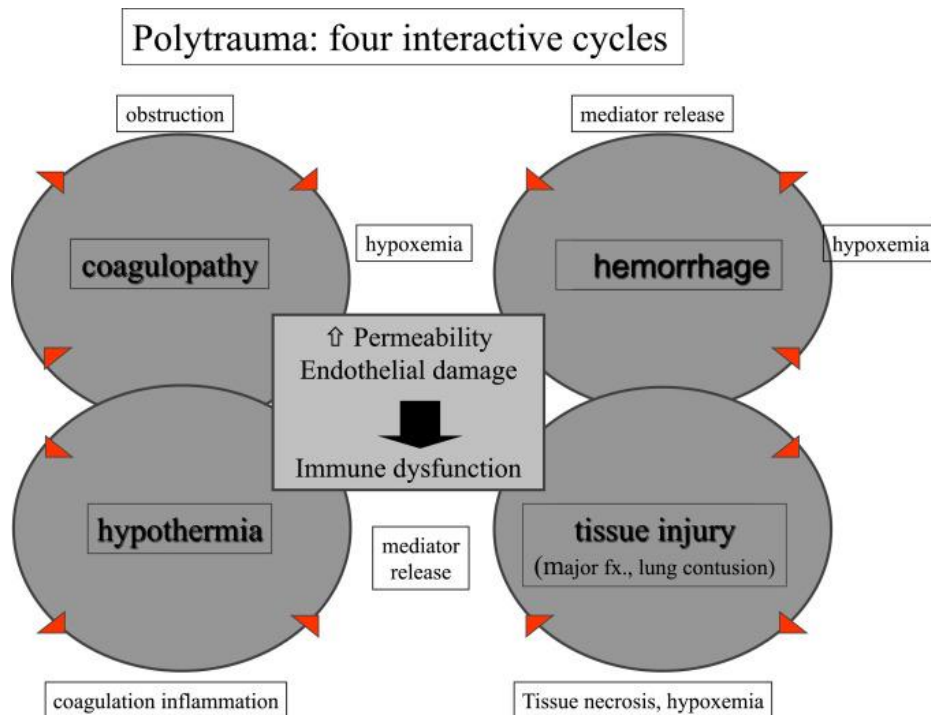 Polytrauma: four interactive cycles
obstruction
mediator release
hypoxemia
hypoxemia
coagulopathy
hemorrhage
⇧ Permeability
Endothelial damage
Immune dysfunction
hypothermia
tissue injury
(major fx., lung contusion)
mediator
release
coagulation inflammation
Tissue necrosis, hypoxemia